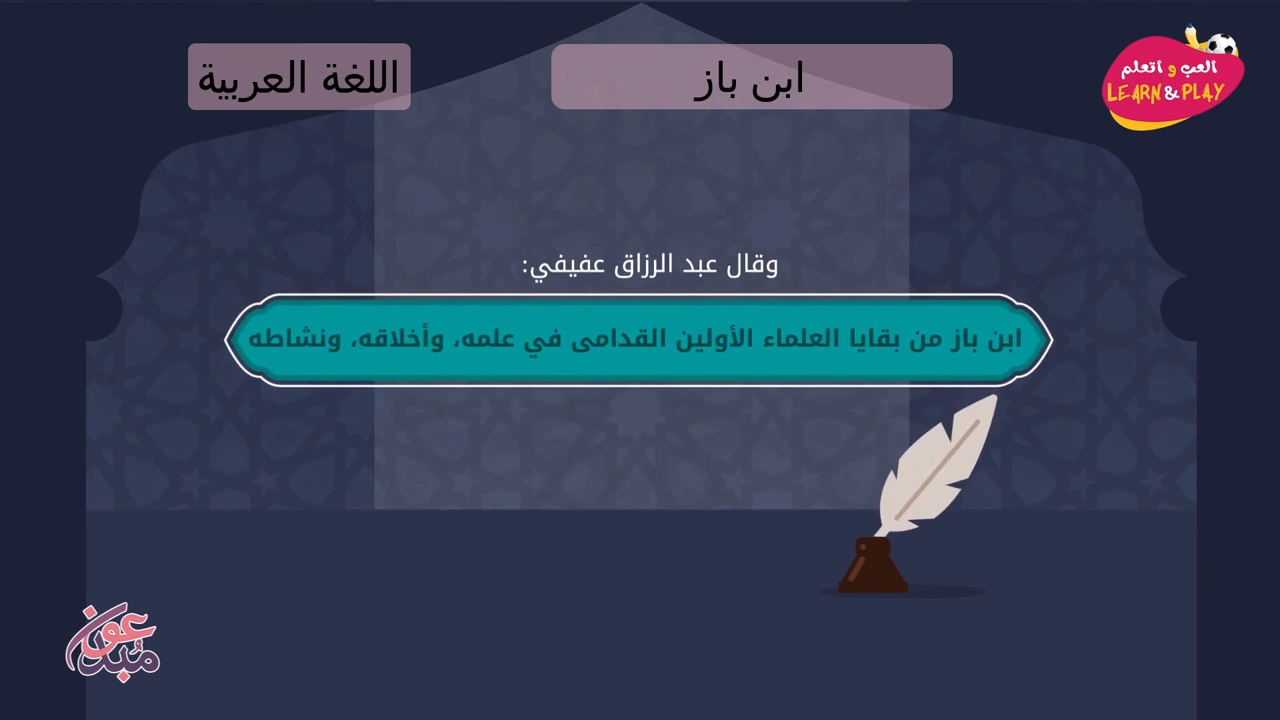 ابن باز
اللغة العربية
العب و اتعلم
LEARN & PLAY
وقال عبد الرزاق عفيفي:
ابن باز من بقايا العلماء الأولين القدامى في علمه، وأخلاقه، ونشاطه
مُبدعون